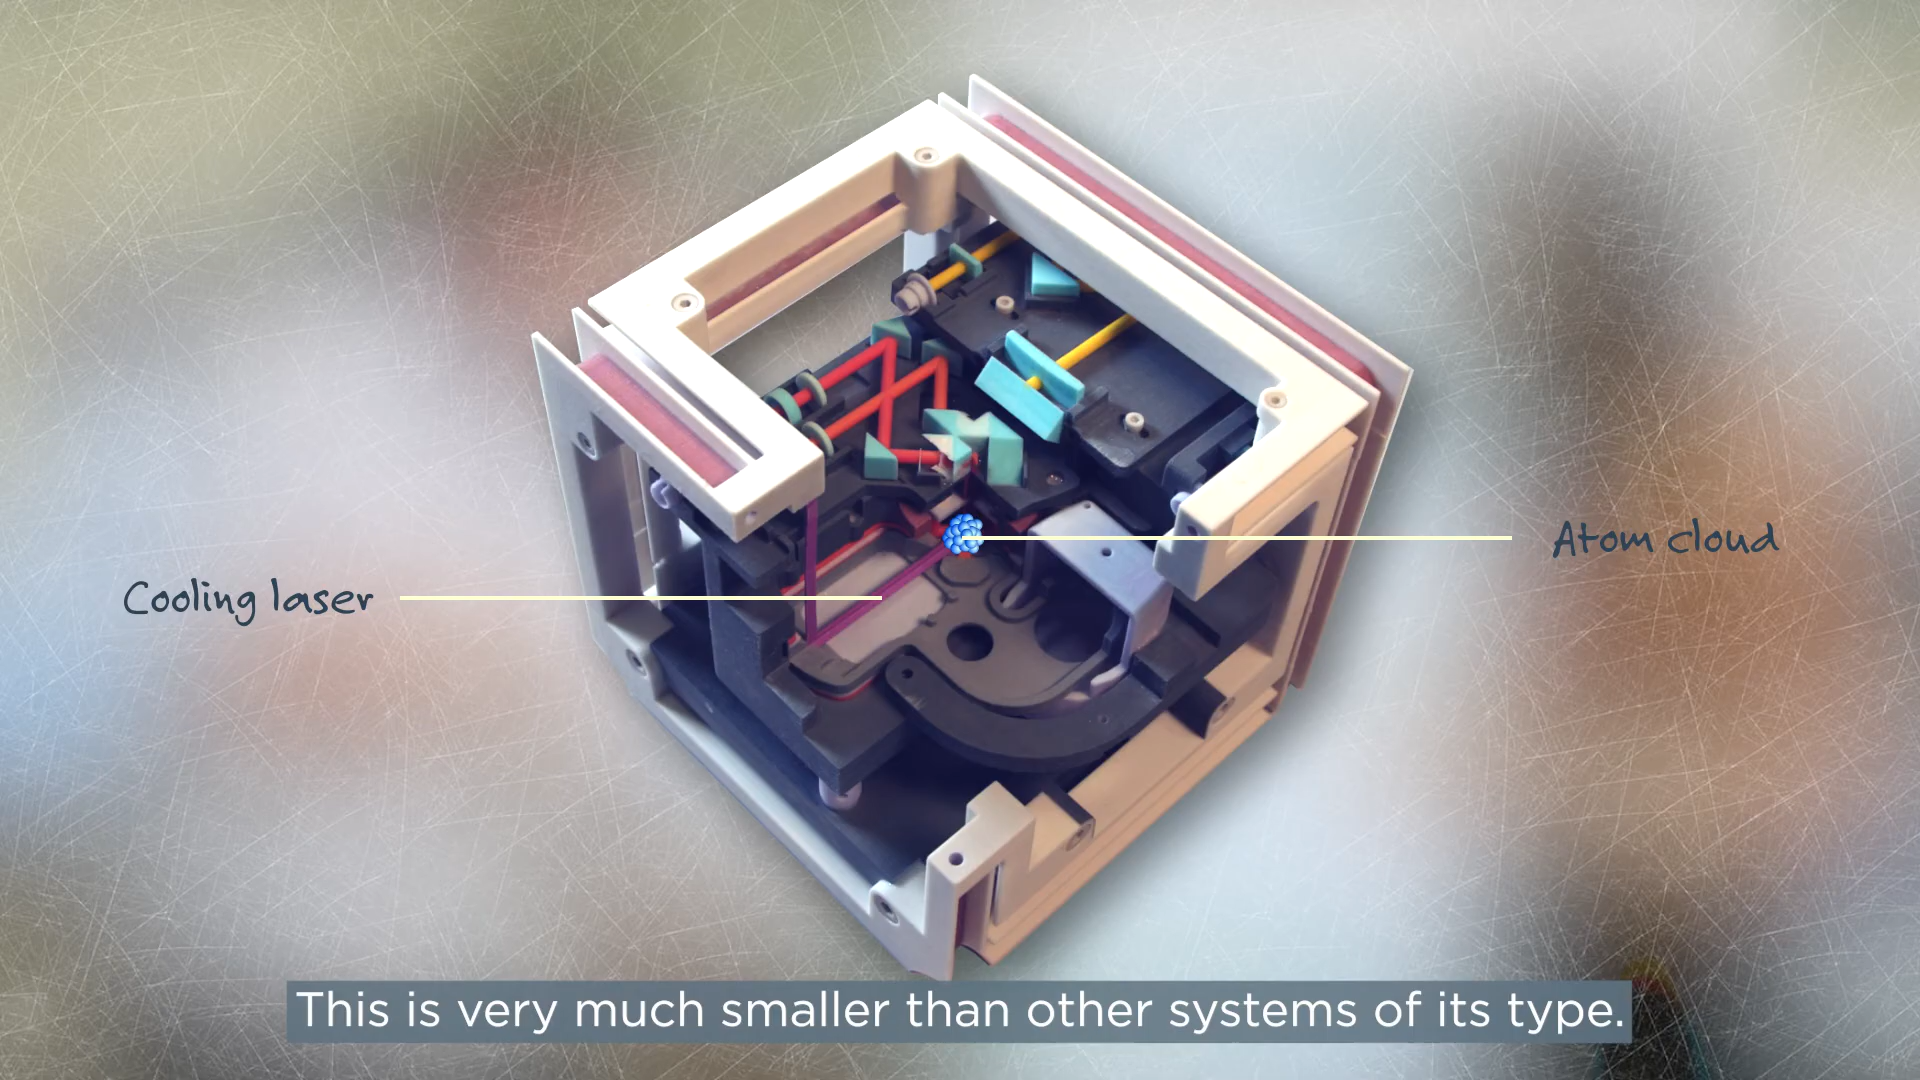 Atom cloud
Cooling laser
This is very much smaller than other systems of its type.